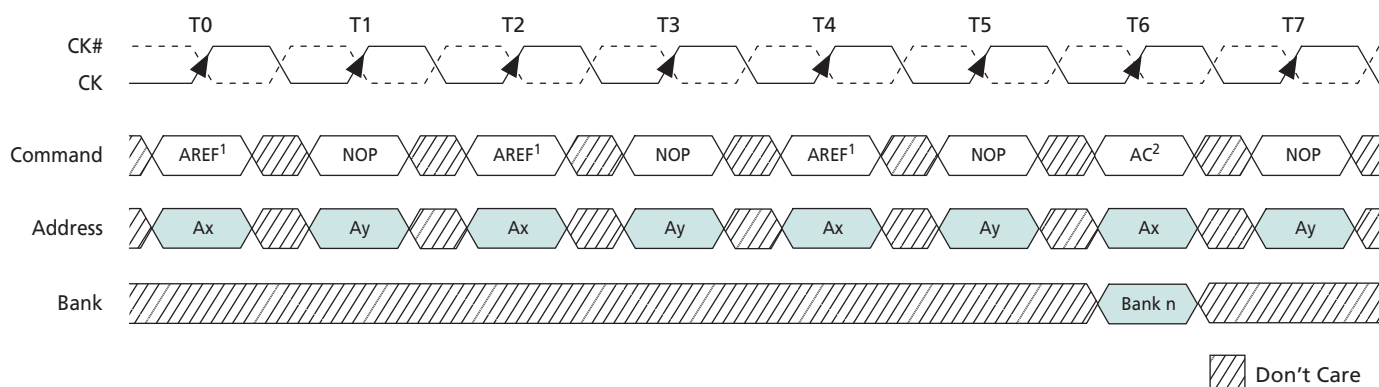 T0 T1 T2 T3 T4 T5 T6 T7
CK#
CK
Command AREF¹ NOP AREF¹ NOP AREF¹ NOP AC² NOP
Address Ax Ay Ax Ay Ax Ay Ax Ay
Bank Bank n
Don't Care